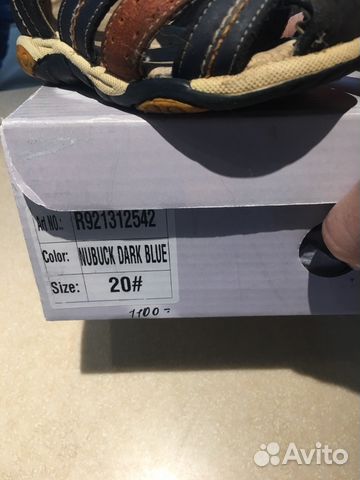 Art NO.: R921312542
Color: NUBUCK DARK BLUE
Size: 20#
1100=
Avito